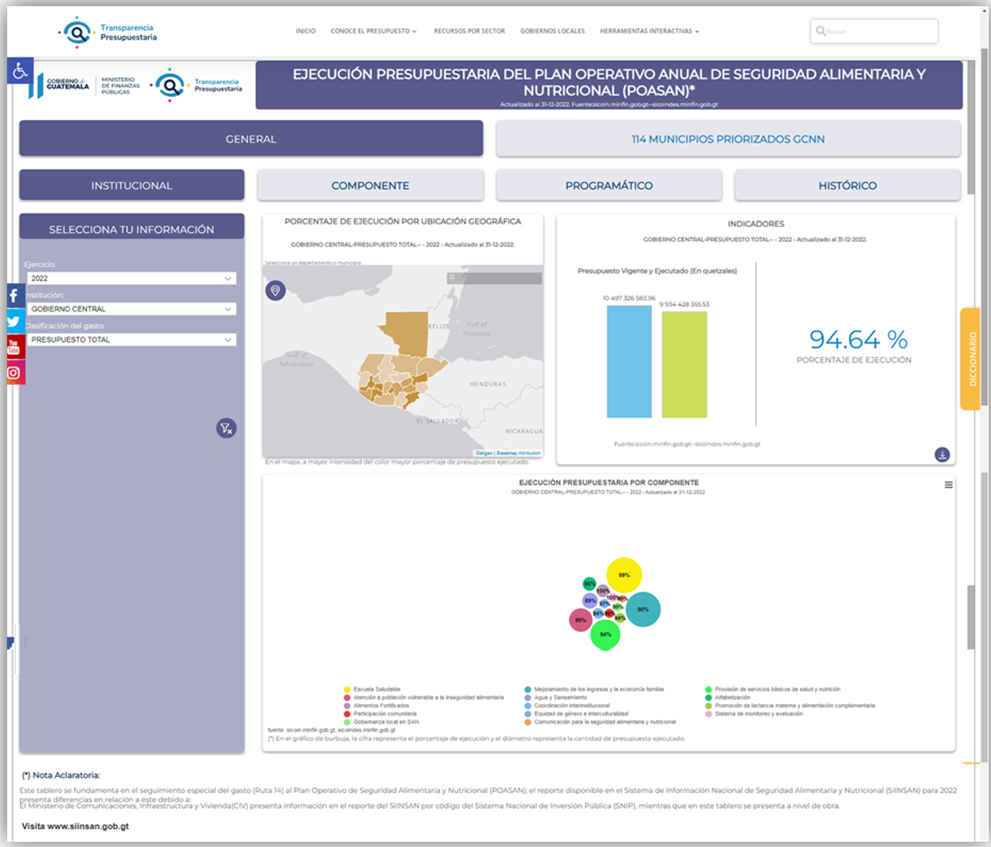 Transparencia
Presupuestaria
INICIO CONOCE EL PRESUPUESTO RECURSOS POR SECTOR GOBIERNOS LOCALES HERRAMIENTAS INTERACTIVAS
Buscar
GOBIERNO de
GUATEMALA
MINISTERIO
DE FINANZAS
PÚBLICAS
Transparencia
Presupuestaria
EJECUCIÓN PRESUPUESTARIA DEL PLAN OPERATIVO ANUAL DE SEGURIDAD ALIMENTARIA Y
NUTRICIONAL (POASAN)*
Actualizado al 31-12-2022. Fuente:sicoin.minfin.gob.gt--sicoindes.minfin.gob.gt
GENERAL
114 MUNICIPIOS PRIORIZADOS GCNN
INSTITUCIONAL
COMPONENTE
PROGRAMÁTICO
HISTÓRICO
SELECCIONA TU INFORMACIÓN
Ejercicio:
2022
Institución:
GOBIERNO CENTRAL
Clasificación del gasto:
PRESUPUESTO TOTAL
You
Tube
PORCENTAJE DE EJECUCIÓN POR UBICACIÓN GEOGRÁFICA
GOBIERNO CENTRAL-PRESUPUESTO TOTAL-- - 2022 - Actualizado al 31-12-2022.
Selecciona un departamento o municipio:
BELIZE
Gulf of
Honduras
Gulf of
Tehuantepec
HONDURAS
EL SALVADOR
NICARAGUA
Galigeo | Basemap Attribution
En el mapa, a mayor intensidad del color mayor porcentaje de presupuesto ejecutado.
INDICADORES
GOBIERNO CENTRAL-PRESUPUESTO TOTAL-- - 2022 - Actualizado al 31-12-2022.
Presupuesto Vigente y Ejecutado (En quetzales)
10 497 326 583.96
9 934 428 355.53
94.64 %
PORCENTAJE DE EJECUCIÓN
Fuente:sicoin.minfin.gob.gt--sicoindes.minfin.gob.gt
DICCIONARIO
EJECUCIÓN PRESUPUESTARIA POR COMPONENTE
GOBIERNO CENTRAL-PRESUPUESTO TOTAL-- - 2022 - Actualizado al 31-12-2022.
99%
100%
89%
90%
99%
94%
Escuela Saludable
Mejoramiento de los ingresos y la economía familiar
Provisión de servicios básicos de salud y nutrición
Atención a población vulnerable a la inseguridad alimentaria
Agua y Saneamiento
Alfabetización
Alimentos Fortificados
Coordinación interinstitucional
Promoción de lactancia materna y alimentación complementaria
Participación comunitaria
Equidad de género e interculturalidad
Sistema de monitoreo y evaluación
Gobernanza local en SAN
Comunicación para la seguridad alimentaria y nutricional
fuente: sicoin.minfin.gob.gt, sicoindes.minfin.gob.gt
(*) En el gráfico de burbuja, la cifra representa el porcentaje de ejecución y el diámetro representa la cantidad de presupuesto ejecutado.
(*) Nota Aclaratoria:
Este tablero se fundamenta en el seguimiento especial del gasto (Ruta 14) al Plan Operativo de Seguridad Alimentaria y Nutricional (POASAN); el reporte disponible en el Sistema de Información Nacional de Seguridad Alimentaria y Nutricional (SIINSAN) para 2022
presenta diferencias en relación a éste debido a:
El Ministerio de Comunicaciones, Infraestructura y Vivienda(CIV) presenta información en el reporte del SIINSAN por código del Sistema Nacional de Inversión Pública (SNIP), mientras que en este tablero se presenta a nivel de obra.
Visita www.siinsan.gob.gt